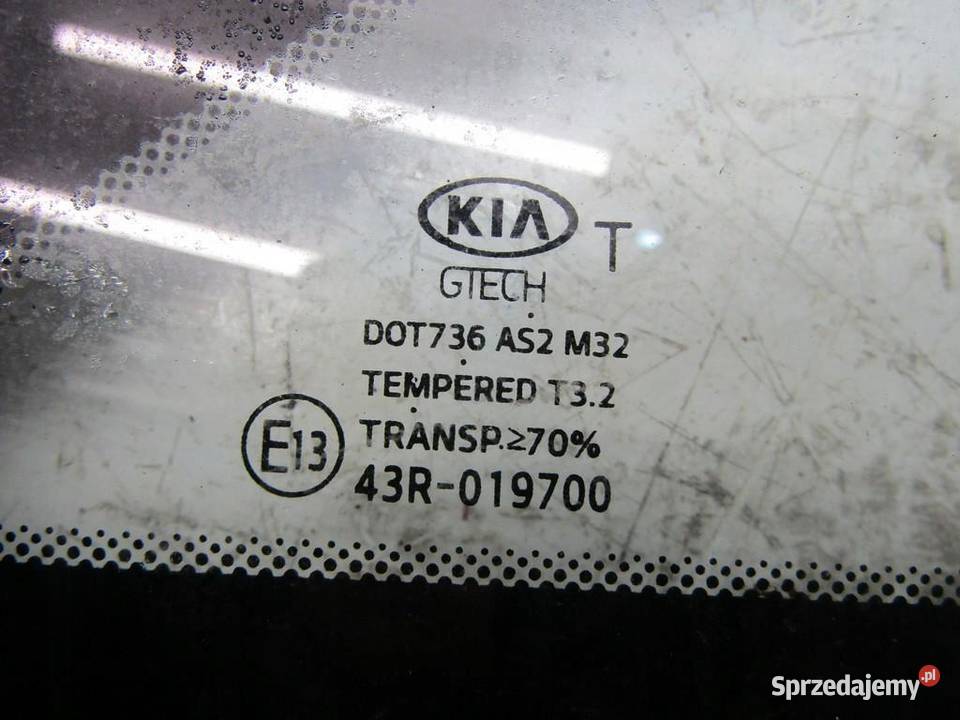 KIA T
GTECH
DOT736 AS2 M32
TEMPERED T3.2
TRANSP.≥70%
E13
43R-019700
Sprzedajemy.pl